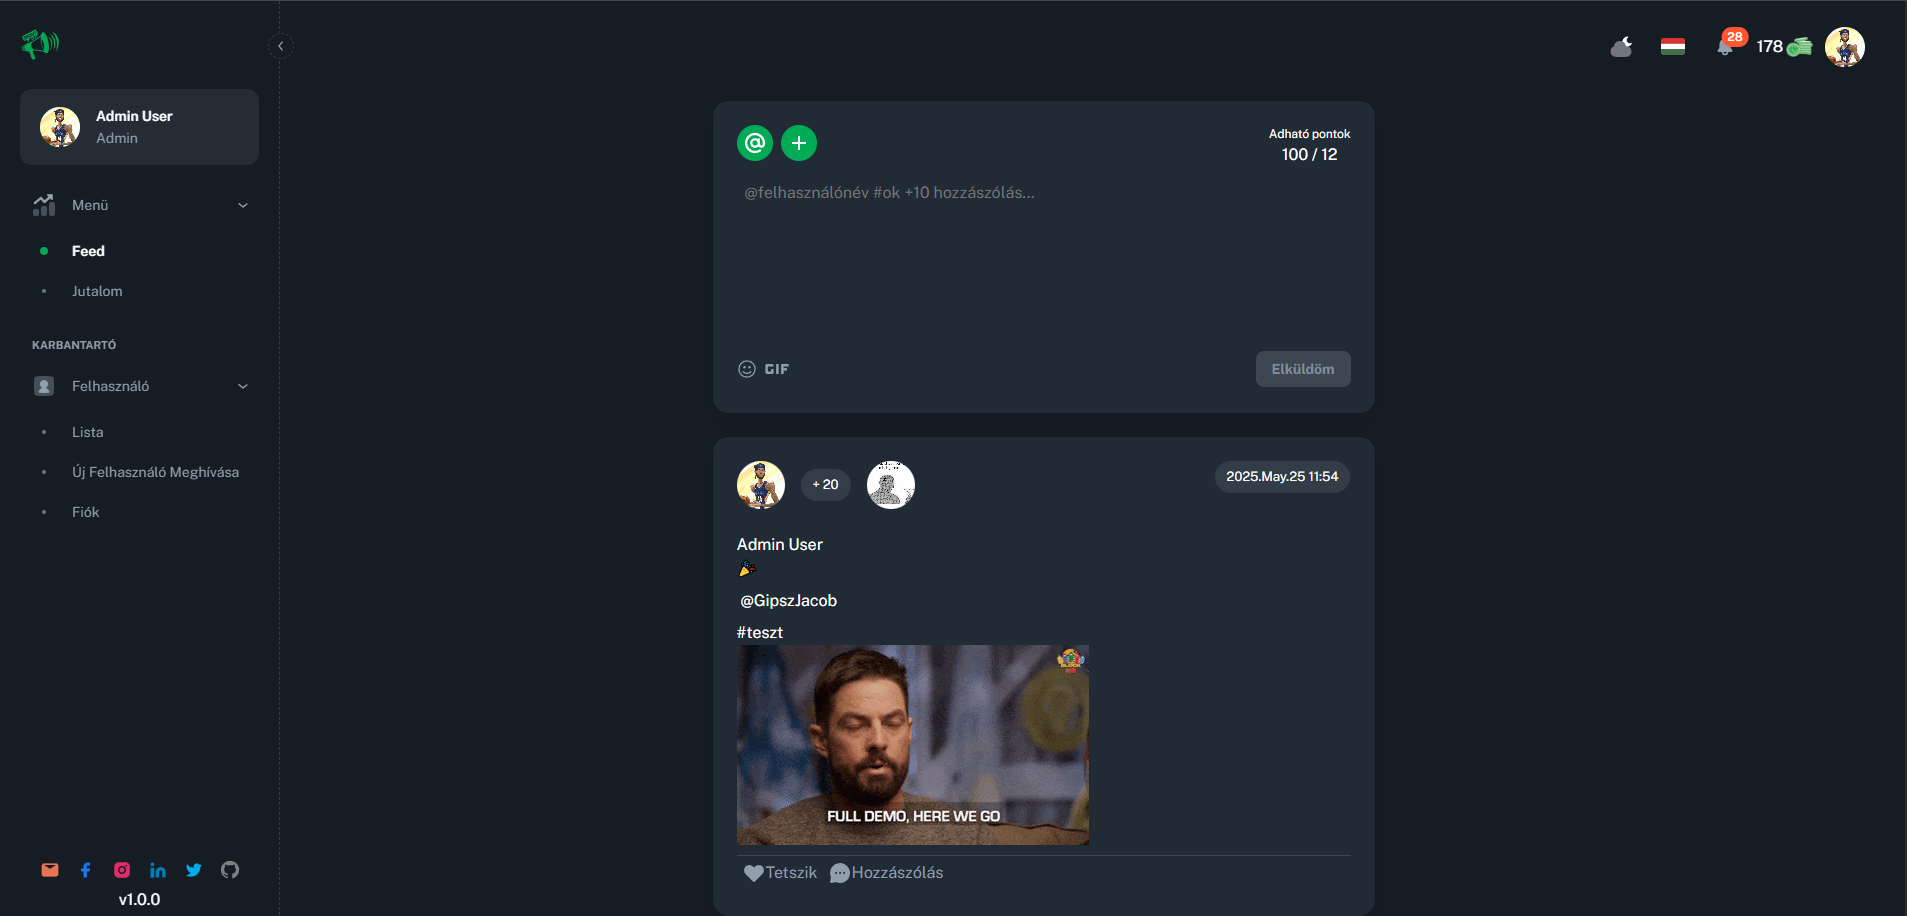 Admin User
Admin
Menü
Feed
Jutalom
KARBANTARTÓ
Felhasználó
Lista
Új Felhasználó Meghívása
Fiók
v1.0.0
28
178
Adható pontok
100 / 12
@felhasználónév #ok +10 hozzászólás...
GIF
Elküldöm
+ 20
2025.May.25 11:54
Admin User
@GipszJacob
#teszt
FULL DEMO, HERE WE GO
Tetszik
Hozzászólás